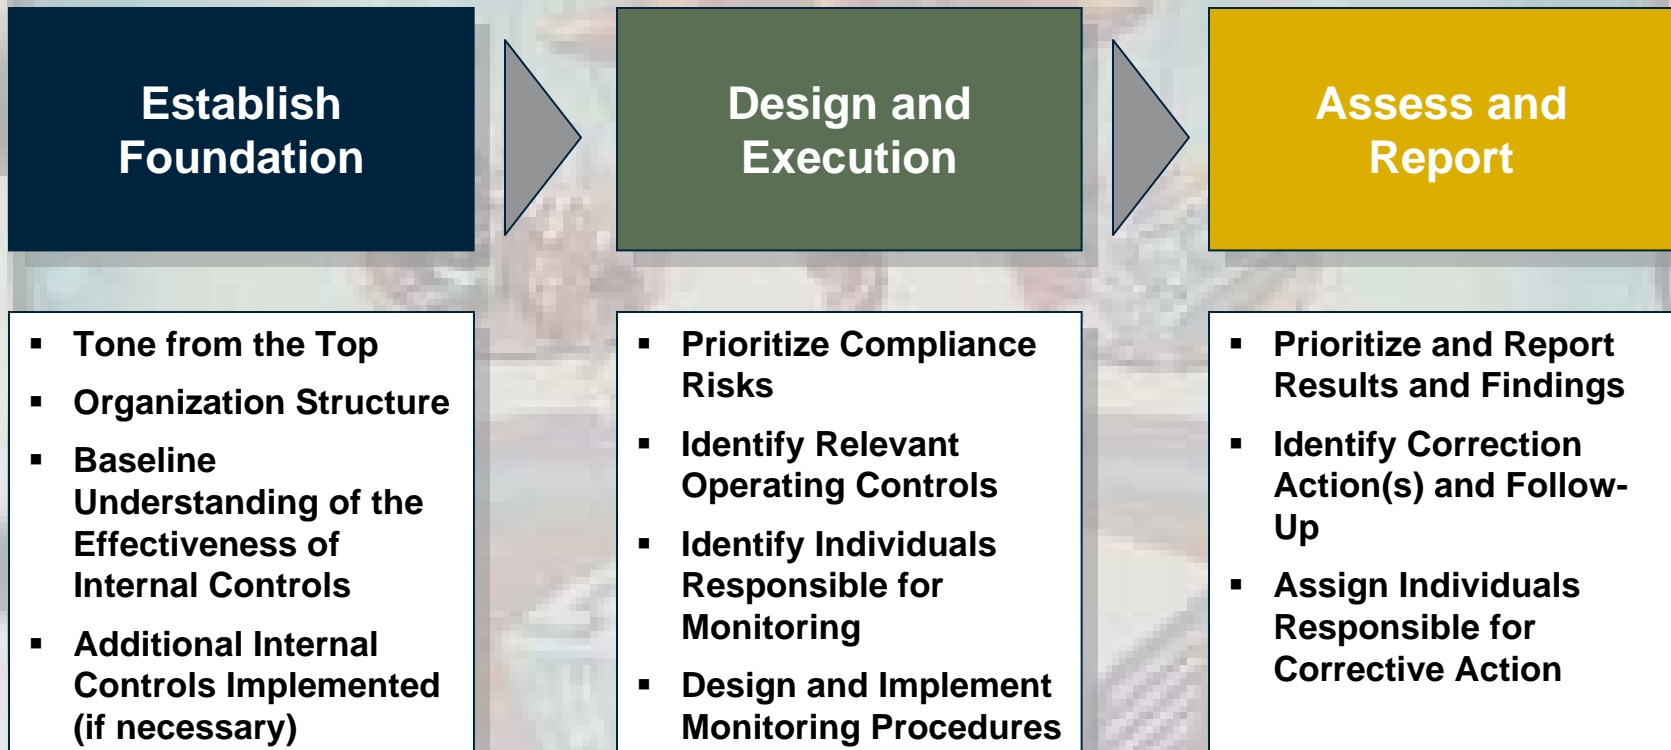 Establish
Foundation
Design and
Execution
Assess and
Report
▪ Tone from the Top
▪ Organization Structure
▪ Baseline
Understanding of the
Effectiveness of
Internal Controls
▪ Additional Internal
Controls Implemented
(if necessary)
▪ Prioritize Compliance
Risks
▪ Identify Relevant
Operating Controls
▪ Identify Individuals
Responsible for
Monitoring
▪ Design and Implement
Monitoring Procedures
▪ Prioritize and Report
Results and Findings
▪ Identify Correction
Action(s) and Follow-
Up
▪ Assign Individuals
Responsible for
Corrective Action